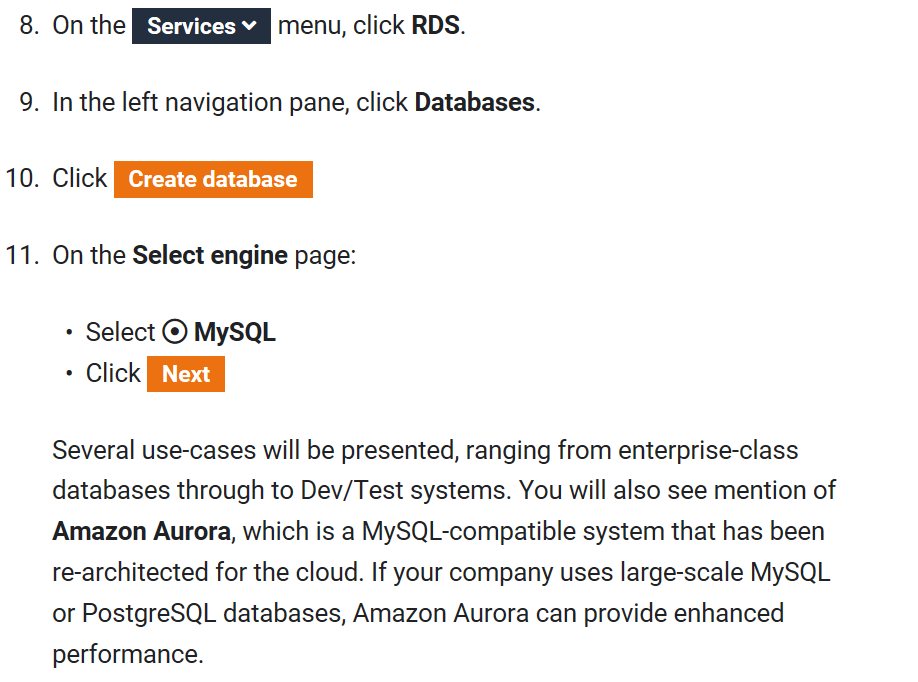 8. On the Services menu, click RDS.
9. In the left navigation pane, click Databases.
10. Click Create database
11. On the Select engine page:
• Select MySQL
• Click Next
Several use-cases will be presented, ranging from enterprise-class
databases through to Dev/Test systems. You will also see mention of
Amazon Aurora, which is a MySQL-compatible system that has been
re-architected for the cloud. If your company uses large-scale MySQL
or PostgreSQL databases, Amazon Aurora can provide enhanced
performance.